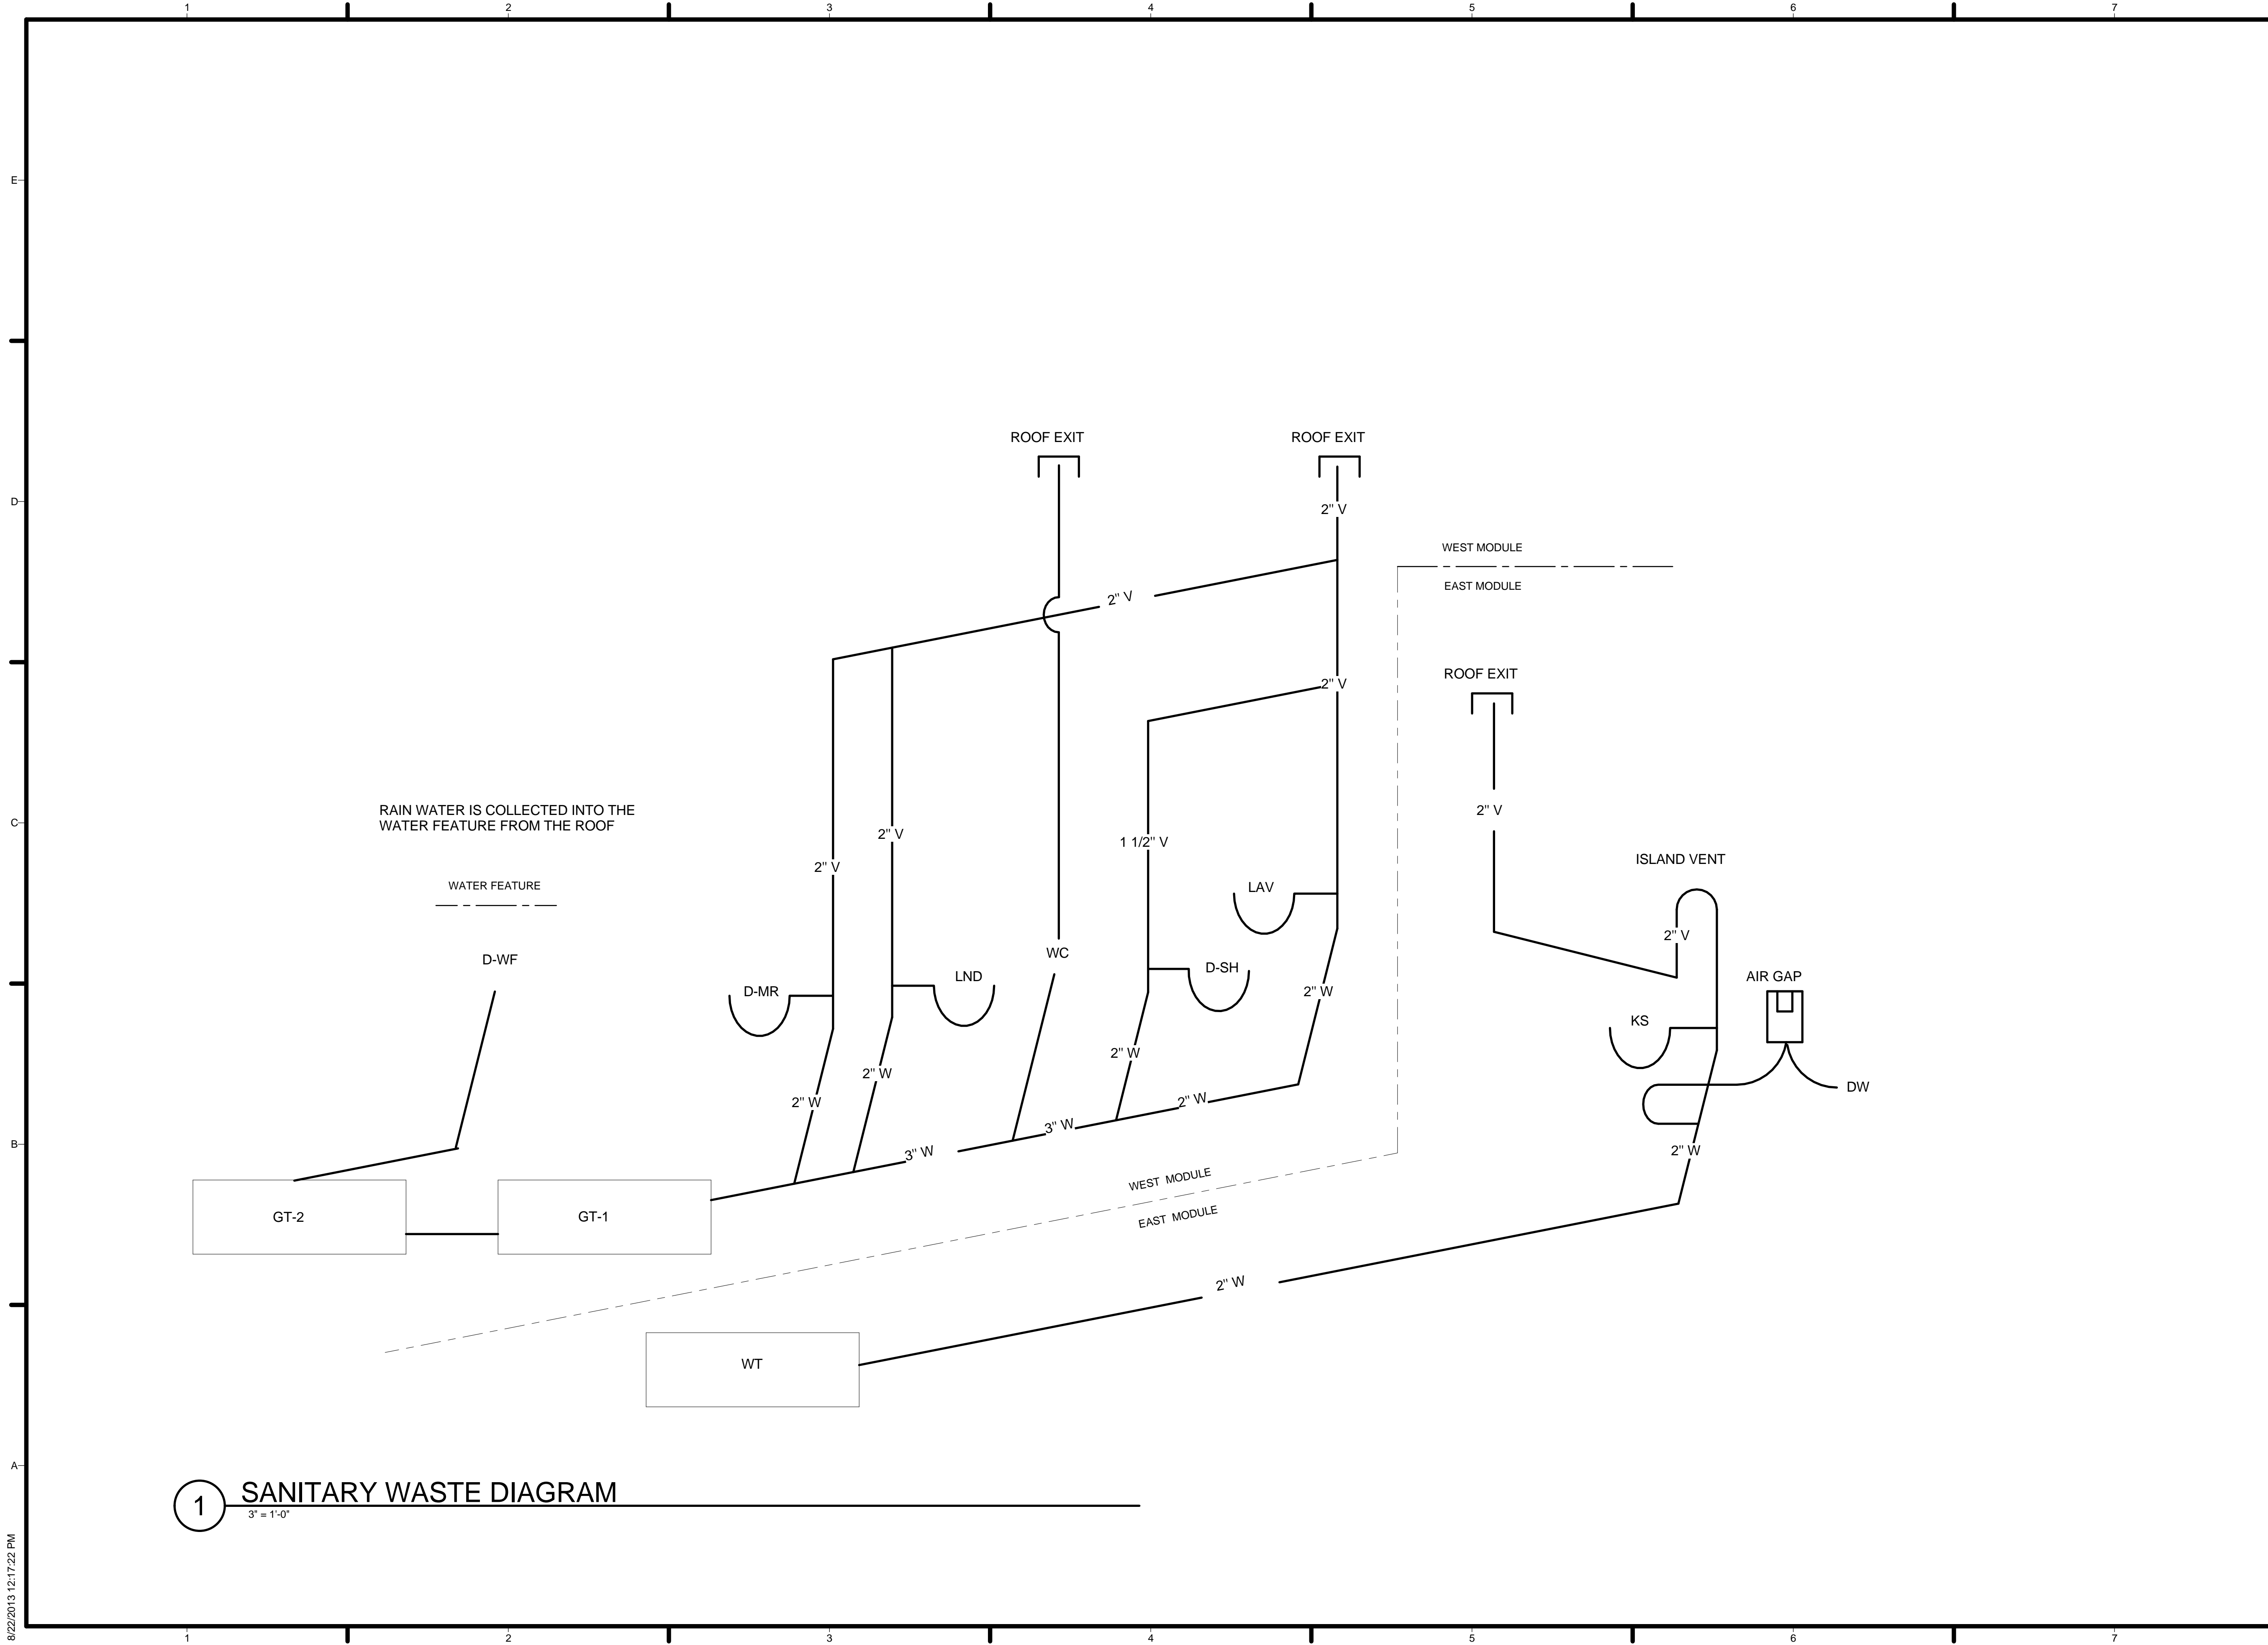 1 2 3 4 5 6 7
E
D
C
B
A
ROOF EXIT
ROOF EXIT
2" V
WEST MODULE
EAST MODULE
2" V
ROOF EXIT
2" V
RAIN WATER IS COLLECTED INTO THE
WATER FEATURE FROM THE ROOF
2" V
2" V
2" V
1 1/2" V
ISLAND VENT
WATER FEATURE
LAV
2" V
D-WF
WC
D-MR
LND
D-SH
2" W
AIR GAP
KS
2" W
2" W
2" W
2" W
DW
3" W
3" W
2" W
WEST MODULE
EAST MODULE
GT-2
GT-1
2" W
WT
1
SANITARY WASTE DIAGRAM
3" = 1'-0"
8/22/2013 12:17:22 PM
1 2 3 4 5 6 7